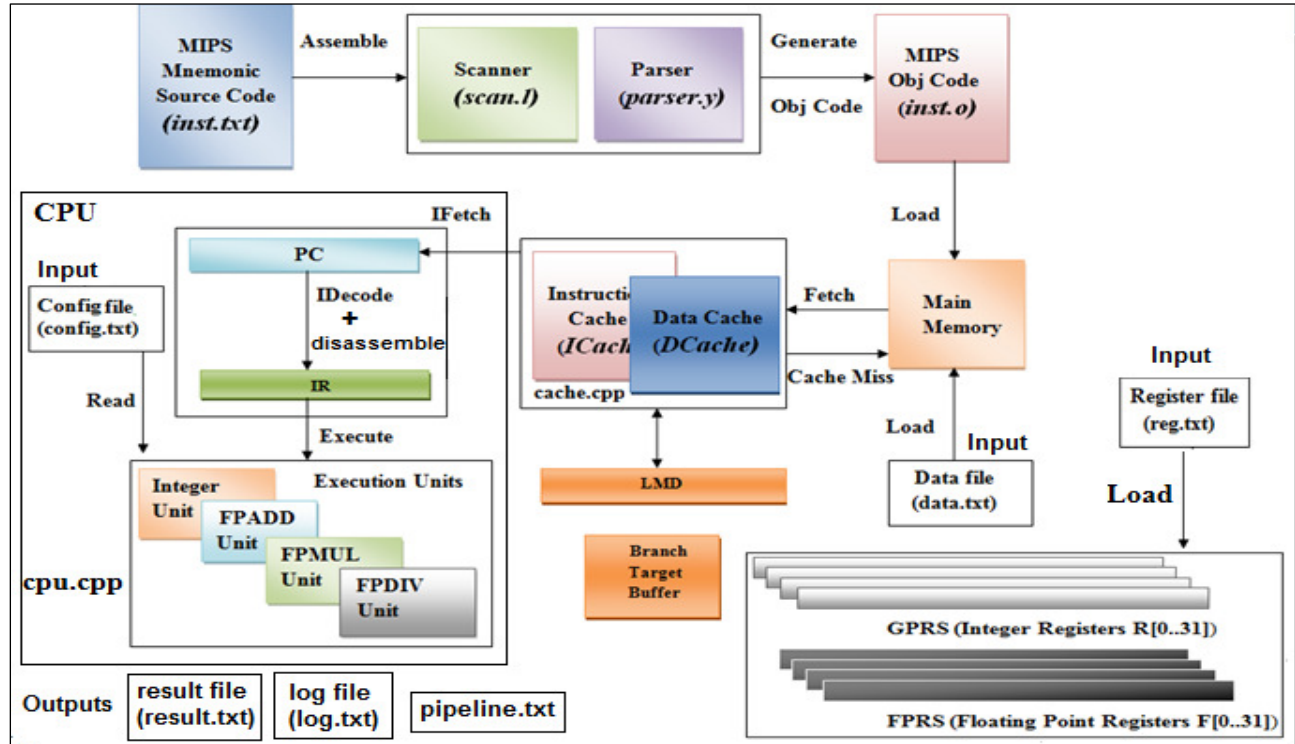 MIPS
Mnemonic
Source Code
(inst.txt)
Assemble
Scanner
(scan.l)
Parser
(parser.y)
Generate
Obj Code
MIPS
Obj Code
(inst.o)
Load
CPU
IFetch
PC
Input
Config file
(config.txt)
IDecode
+
disassemble
IR
Read
Execute
Execution Units
Integer
Unit
FPADD
Unit
FPMUL
Unit
FPDIV
Unit
cpu.cpp
Instruction
Cache
(ICach
Data Cache
(DCache)
cache.cpp
Fetch
Cache Miss
Main
Memory
Load
Input
Data file
(data.txt)
LMD
Branch
Target
Buffer
Input
Register file
(reg.txt)
Load
GPRS (Integer Registers R[0..31])
FPRS (Floating Point Registers F[0..31])
Outputs
result file
(result.txt)
log file
(log.txt)
pipeline.txt